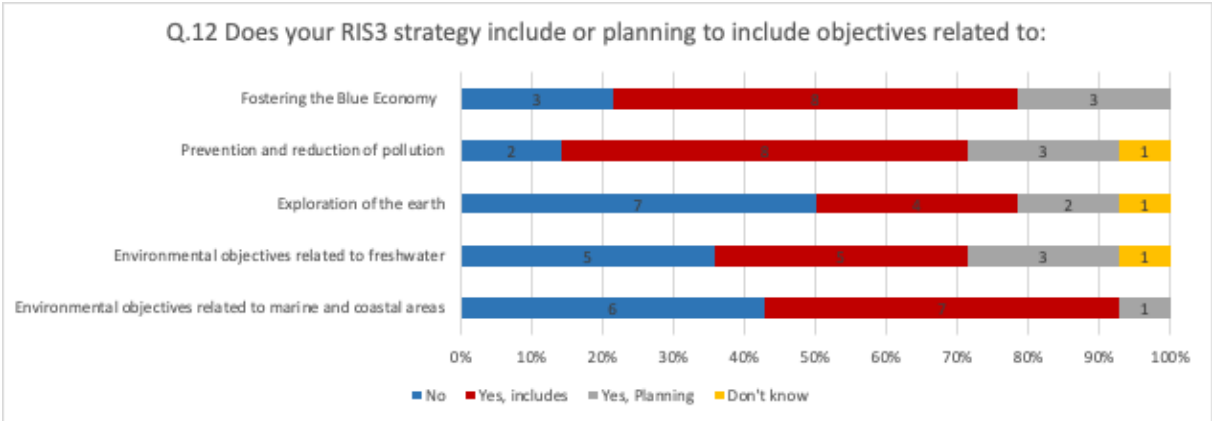 Q.12 Does your RIS3 strategy include or planning to include objectives related to:
Fostering the Blue Economy 3 8 3
Prevention and reduction of pollution 2 8 3 1
Exploration of the earth 7 4 2 1
Environmental objectives related to freshwater 5 5 3 1
Environmental objectives related to marine and coastal areas 6 7 1
0% 10% 20% 30% 40% 50% 60% 70% 80% 90% 100%
No Yes, includes Yes, Planning Don't know